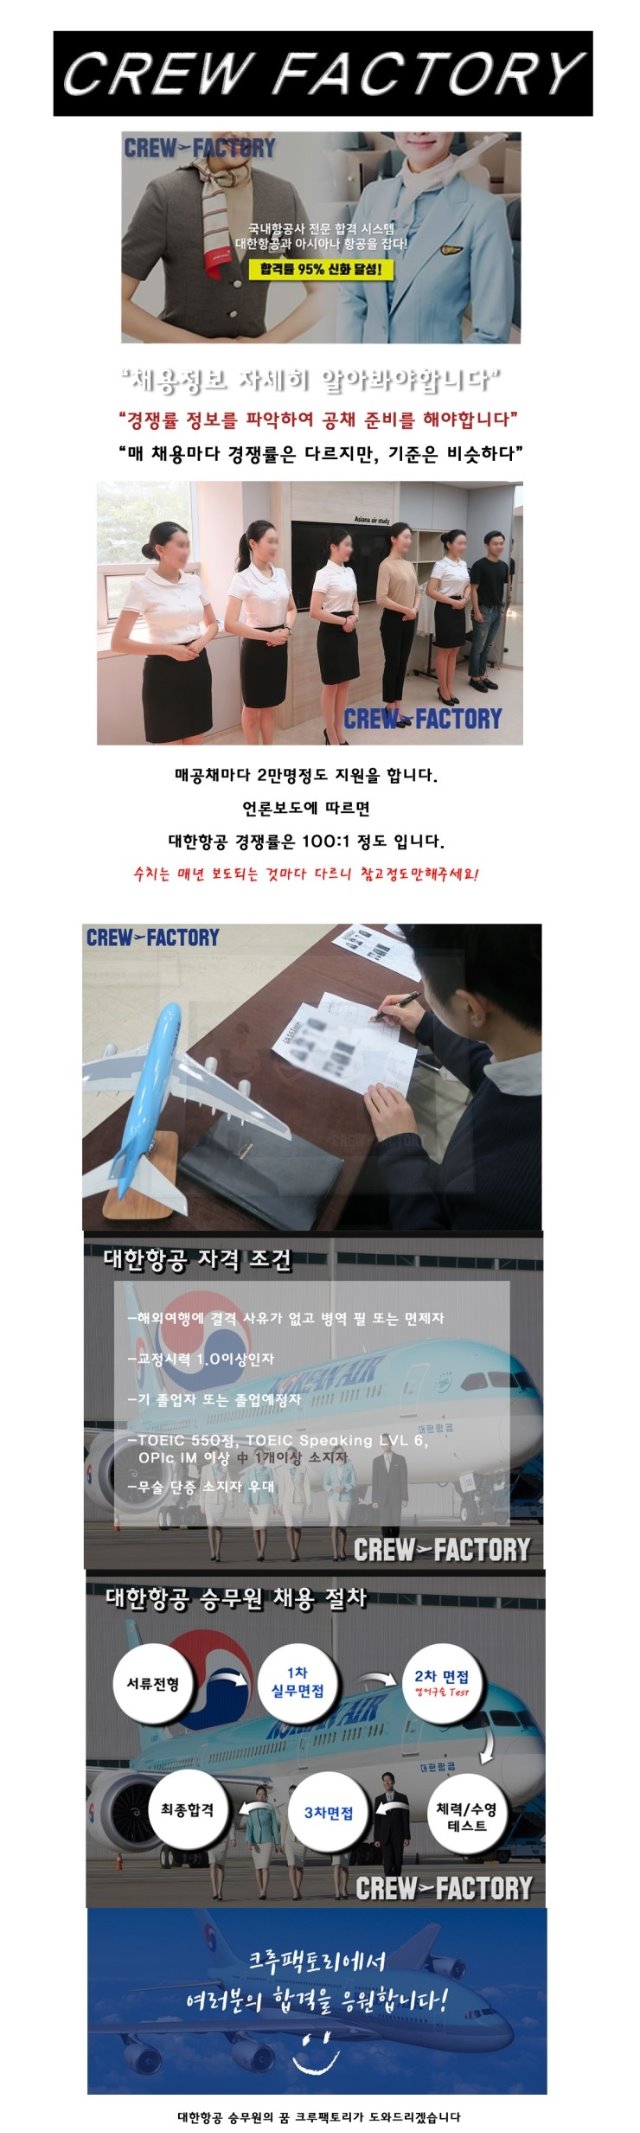 CREW FACTORY
CREW FACTORY
국내항공사 전문 합격 시스템
대한항공과 아시아나 항공을 잡다!
합격률 95% 신화 달성!
“채용정보 자세히 알아봐야합니다”
“경쟁률 정보를 파악하여 공채 준비를 해야합니다”
“매 채용마다 경쟁률은 다르지만, 기준은 비슷하다”
Asiana air study
CREW FACTORY
매공채마다 2만명정도 지원을 합니다.
언론보도에 따르면
대한항공 경쟁률은 100:1 정도 입니다.
수치는 매년 보도되는 것마다 다르니 참고정도만해주세요!
CREW FACTORY
CREW FACTORY
대한항공 자격 조건
-해외여행에 결격 사유가 없고 병역 필 또는 면제자
-교정시력 1.0이상인자
-기 졸업자 또는 졸업예정자
-TOEIC 550점, TOEIC Speaking LVL 6,
OPIc IM 이상 中 1개이상 소지자
-무술 단증 소지자 우대
KOREAN AIR
대한항공
CREW FACTORY
대한항공 승무원 채용 절차
서류전형
1차
실무면접
2차 면접
영어구술 Test
KOREAN AIR
대한항공
최종합격
3차면접
체력/수영
테스트
CREW FACTORY
크루팩토리에서
여러분의 합격을 응원합니다!
대한항공 승무원의 꿈 크루팩토리가 도와드리겠습니다